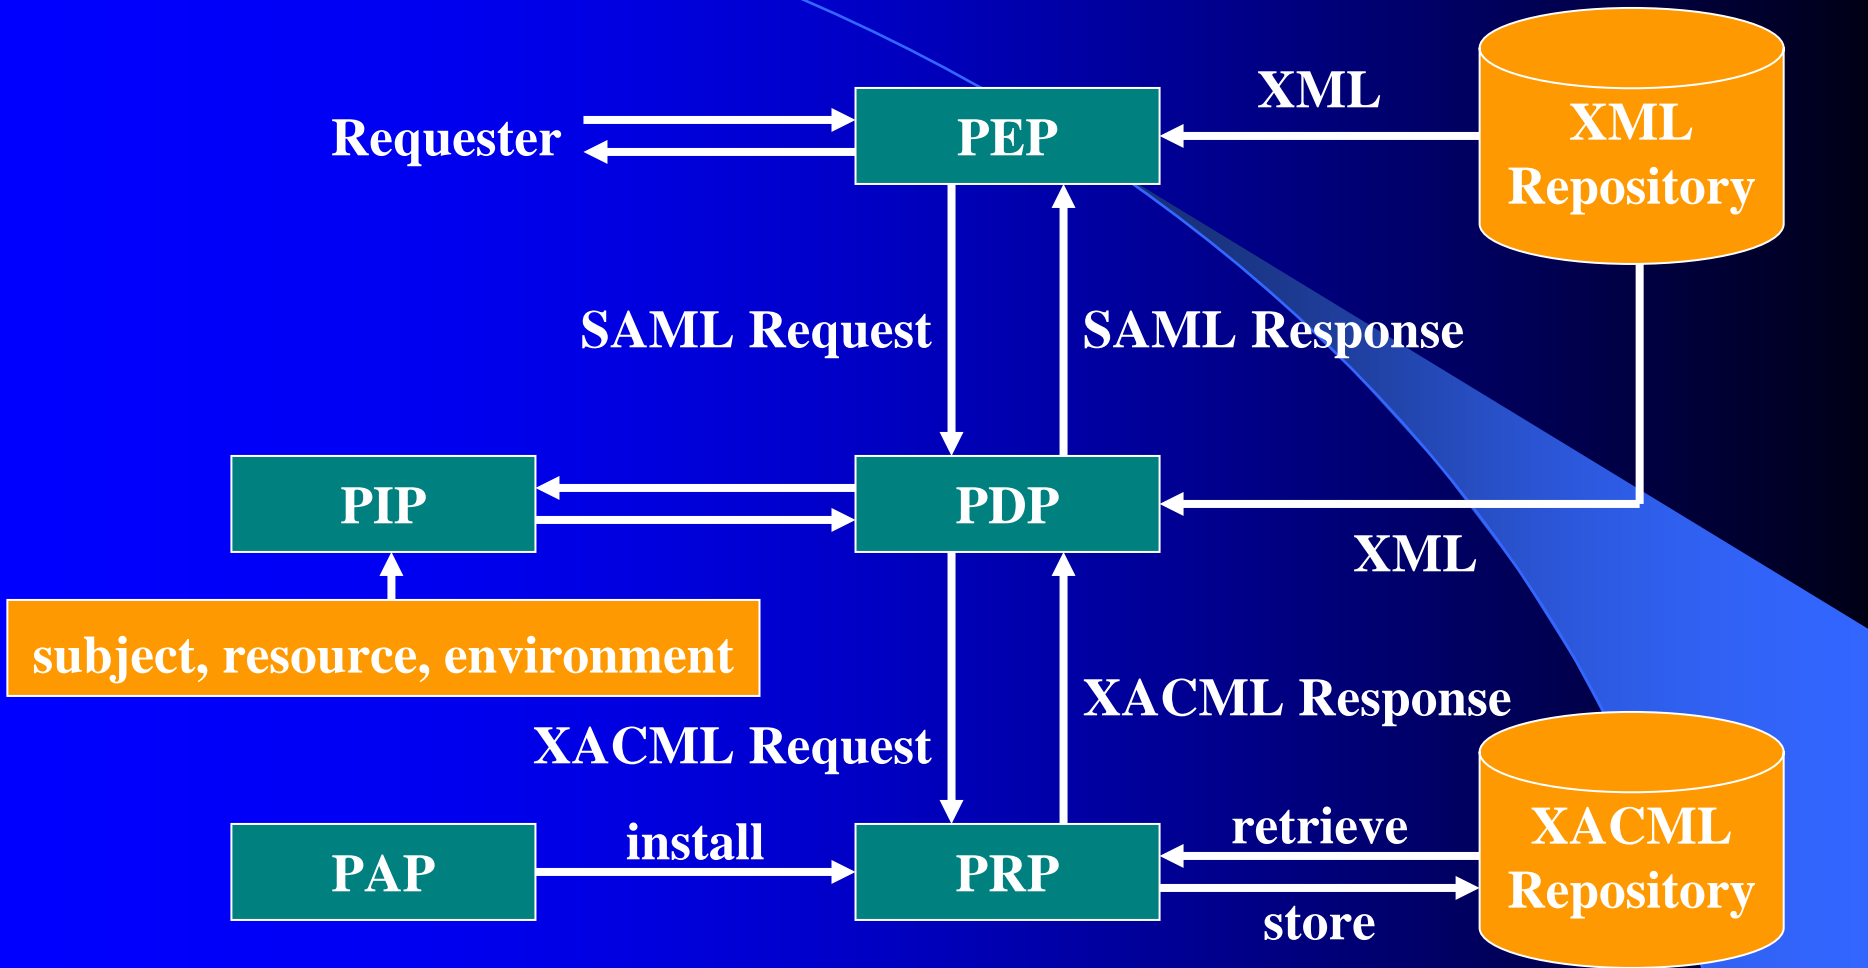 XML
Requester
PEP
XML
Repository
SAML Request
SAML Response
PIP
PDP
XML
subject, resource, environment
XACML Request
XACML Response
PAP
install
PRP
retrieve
store
XACML
Repository